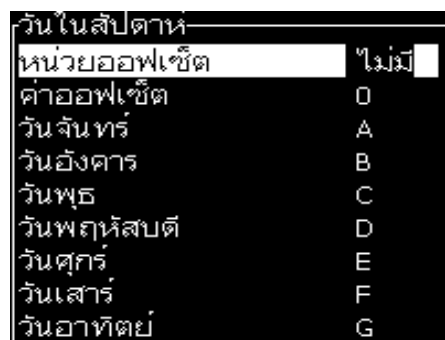 วันในสัปดาห์
หน่วยออฟเซ็ต ไม่มี
ค่าออฟเซ็ต 0
วันจันทร์ A
วันอังคาร B
วันพุธ C
วันพฤหัสบดี D
วันศุกร์ E
วันเสาร์ F
วันอาทิตย์ G